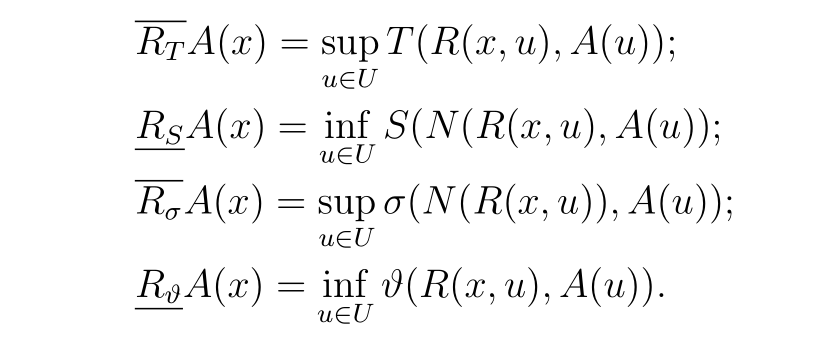 $\overline{R_T}A(x) = \sup_{u \in U} T(R(x, u), A(u));$
$\underline{R_S}A(x) = \inf_{u \in U} S(N(R(x, u), A(u));$
$\overline{R_\sigma}A(x) = \sup_{u \in U} \sigma(N(R(x, u)), A(u));$
$\underline{R_\vartheta}A(x) = \inf_{u \in U} \vartheta(R(x, u), A(u)).$